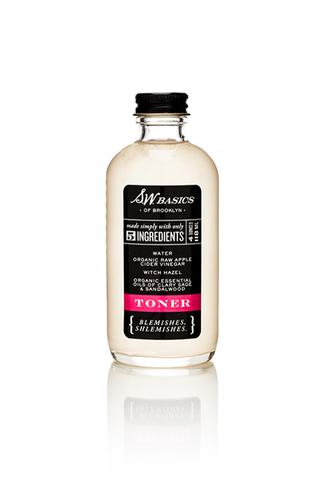 SW BASICS
· OF BROOKLYN ·
made simply with only
5 INGREDIENTS
4 OUNCES
118 ML
WATER
ORGANIC RAW APPLE
CIDER VINEGAR
WITCH HAZEL
ORGANIC ESSENTIAL
OILS OF CLARY SAGE
& SANDALWOOD
TONER
{ BLEMISHES,
SHLEMISHES. }